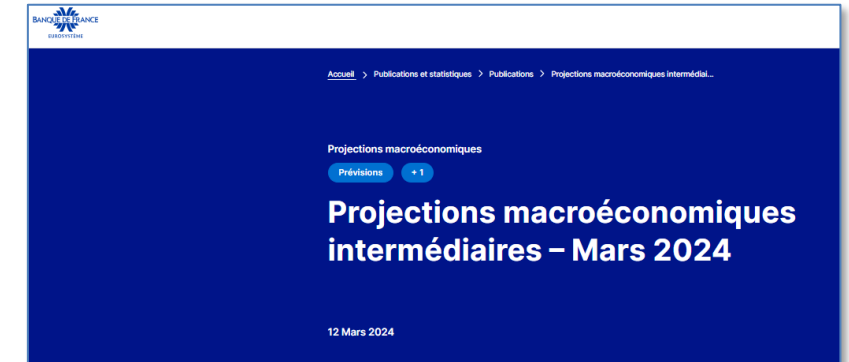 BANQUE DE FRANCE
EUROSYSTÈME
Accueil > Publications et statistiques > Publications > Projections macroéconomiques intermédiai...
Projections macroéconomiques
Prévisions + 1
Projections macroéconomiques
intermédiaires – Mars 2024
12 Mars 2024